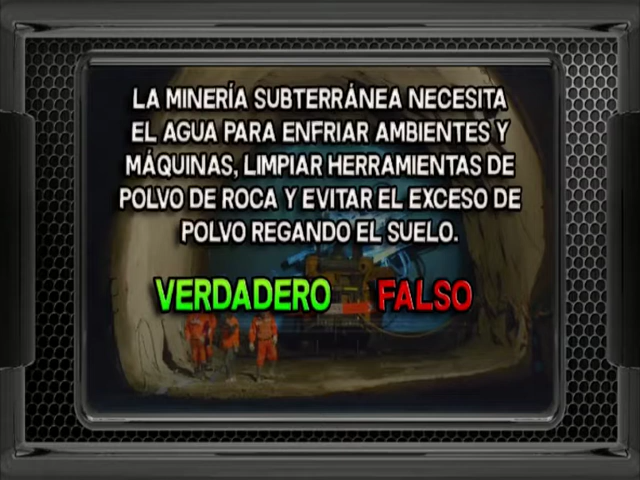 LA MINERÍA SUBTERRÁNEA NECESITA
EL AGUA PARA ENFRIAR AMBIENTES Y
MÁQUINAS, LIMPIAR HERRAMIENTAS DE
POLVO DE ROCA Y EVITAR EL EXCESO DE
POLVO REGANDO EL SUELO.
VERDADERO - FALSO